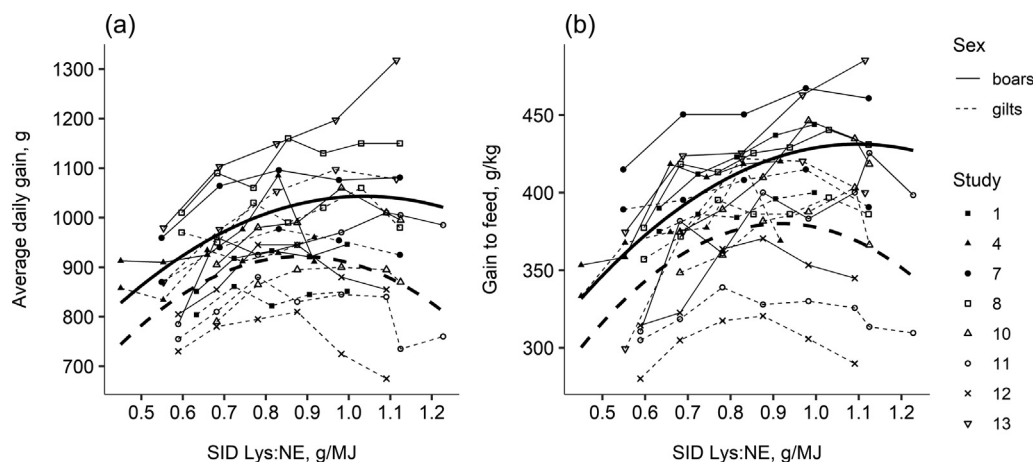 (a)
Average daily gain, g
1300
1200
1100
1000
900
800
700
0.5 0.6 0.7 0.8 0.9 1.0 1.1 1.2
SID Lys:NE, g/MJ
(b)
Gain to feed, g/kg
450
400
350
300
0.5 0.6 0.7 0.8 0.9 1.0 1.1 1.2
SID Lys:NE, g/MJ
Sex
boars
gilts
Study
1
4
7
8
10
11
12
13